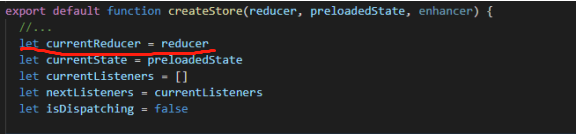 export default function createStore(reducer, preloadedState, enhancer) {
//...
let currentReducer = reducer
let currentState = preloadedState
let currentListeners = []
let nextListeners = currentListeners
let isDispatching = false